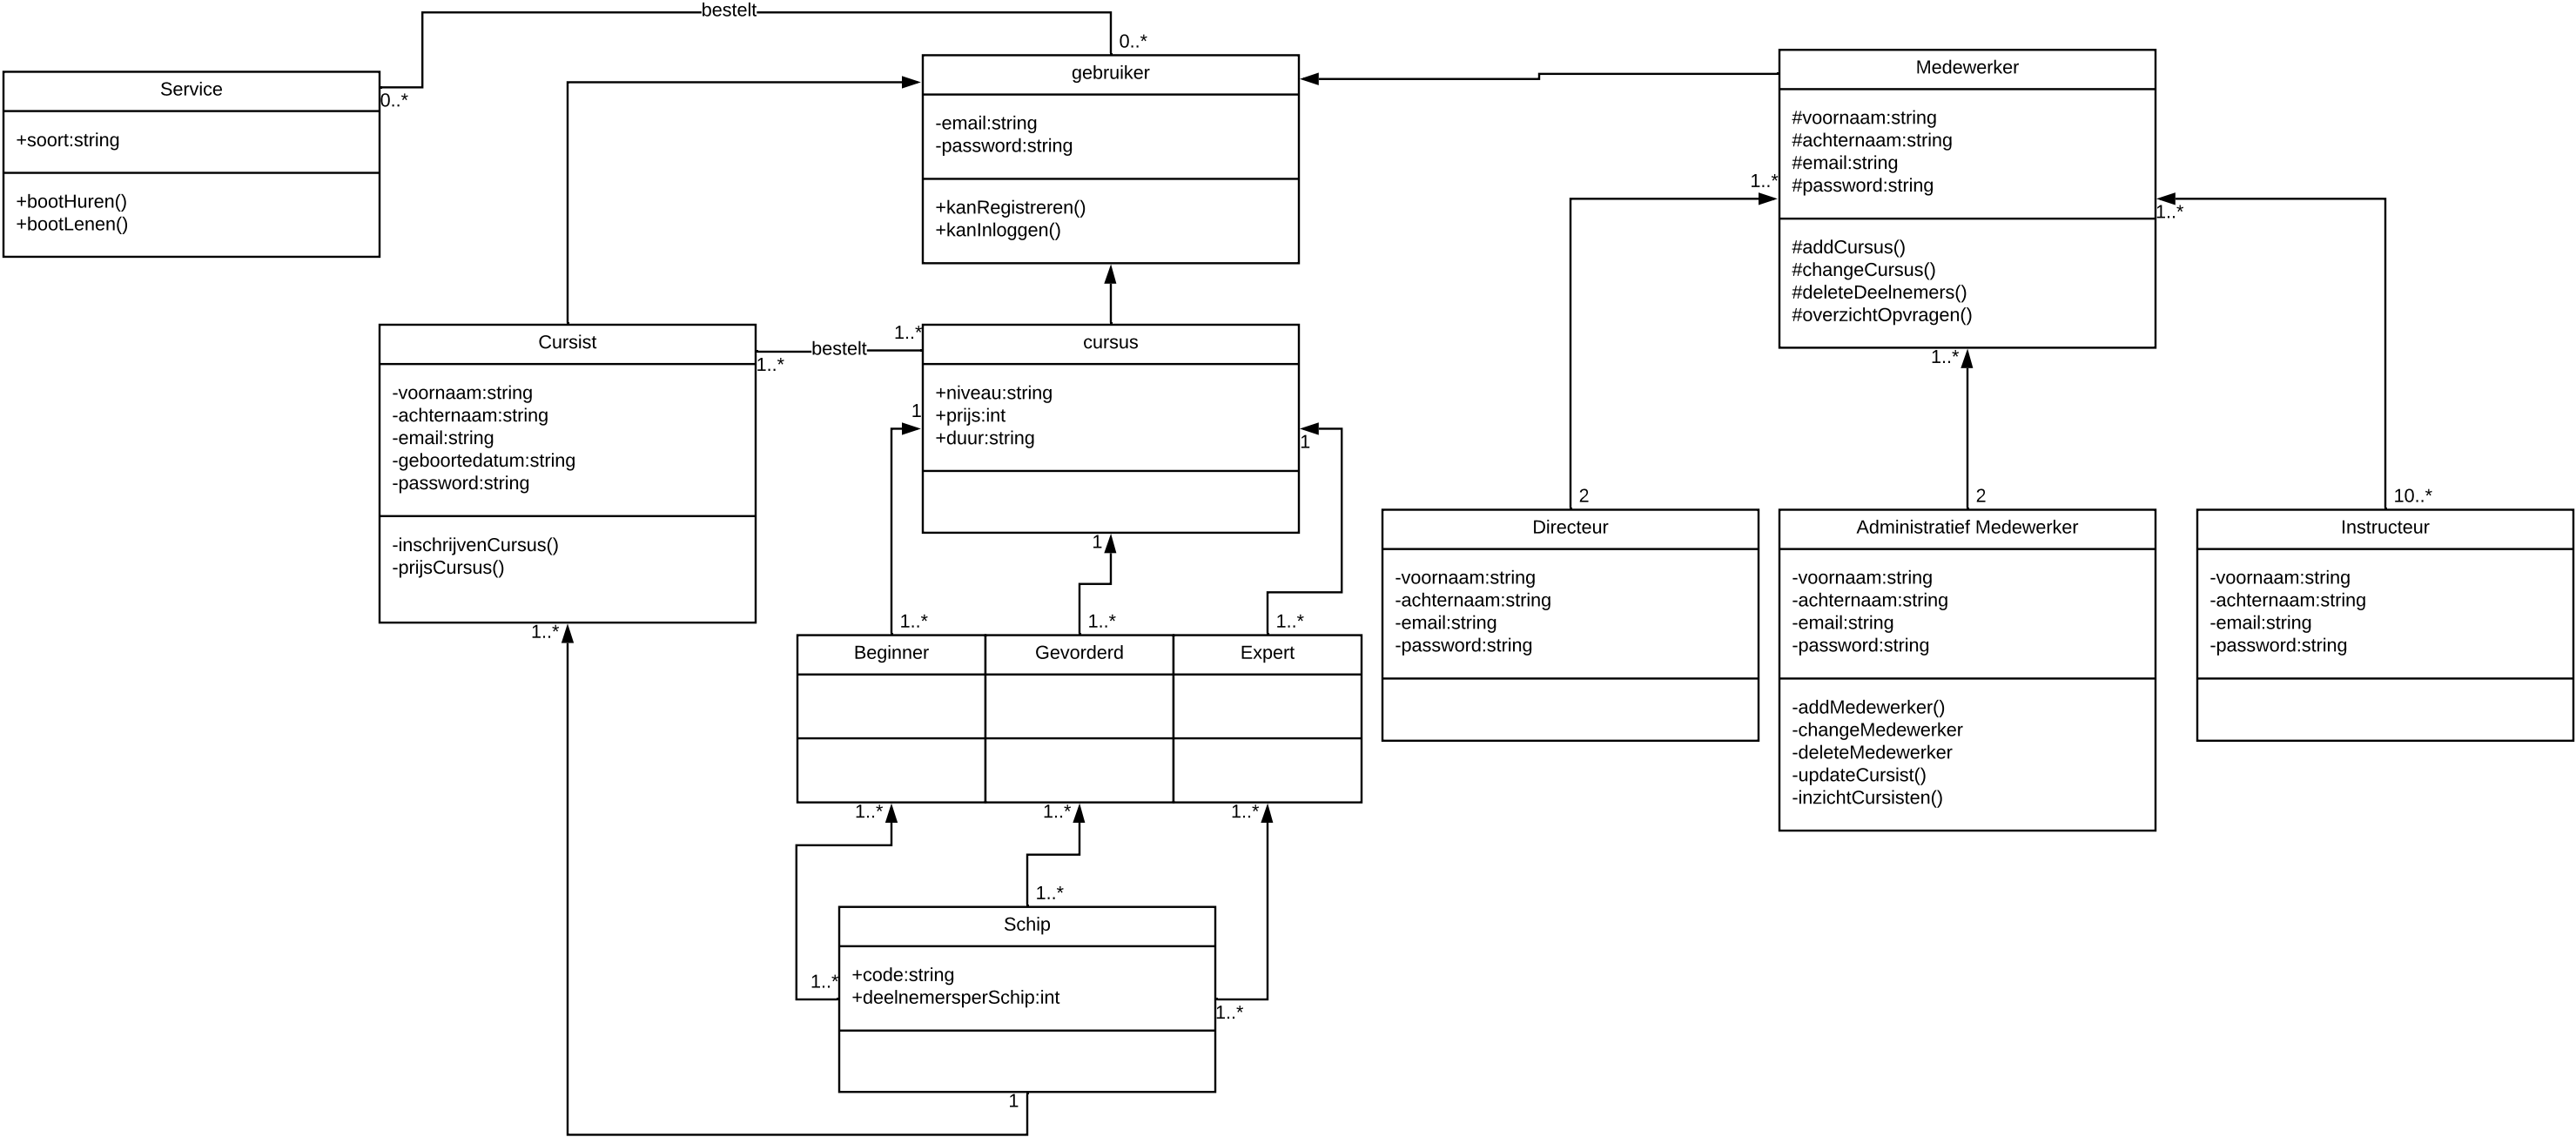 bestelt
0..*
0..*
Service
+soort:string
+bootHuren()
+bootLenen()
gebruiker
-email:string
-password:string
+kanRegistreren()
+kanInloggen()
Medewerker
#voornaam:string
#achternaam:string
#email:string
#password:string
#addCursus()
#changeCursus()
#deleteDeelnemers()
#overzichtOpvragen()
1..*
1..*
1..*
Cursist
-voornaam:string
-achternaam:string
-email:string
-geboortedatum:string
-password:string
-inschrijvenCursus()
-prijsCursus()
1..*
bestelt
1..*
cursus
+niveau:string
+prijs:int
+duur:string
1
1
1
2
2
10..*
Directeur
-voornaam:string
-achternaam:string
-email:string
-password:string
Administratief Medewerker
-voornaam:string
-achternaam:string
-email:string
-password:string
-addMedewerker()
-changeMedewerker
-deleteMedewerker
-updateCursist()
-inzichtCursisten()
Instructeur
-voornaam:string
-achternaam:string
-email:string
-password:string
1..*
1..*
1..*
1..*
Beginner
Gevorderd
Expert
1..*
1..*
1..*
1..*
1..*
1..*
Schip
+code:string
+deelnemersperSchip:int
1